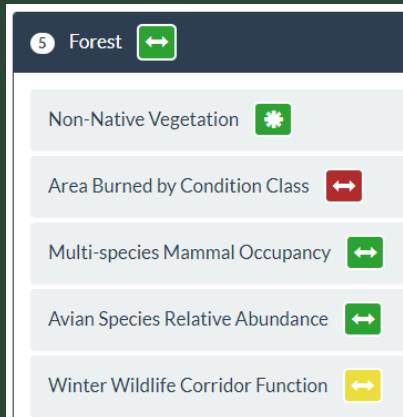 5 Forest
Non-Native Vegetation
Area Burned by Condition Class
Multi-species Mammal Occupancy
Avian Species Relative Abundance
Winter Wildlife Corridor Function